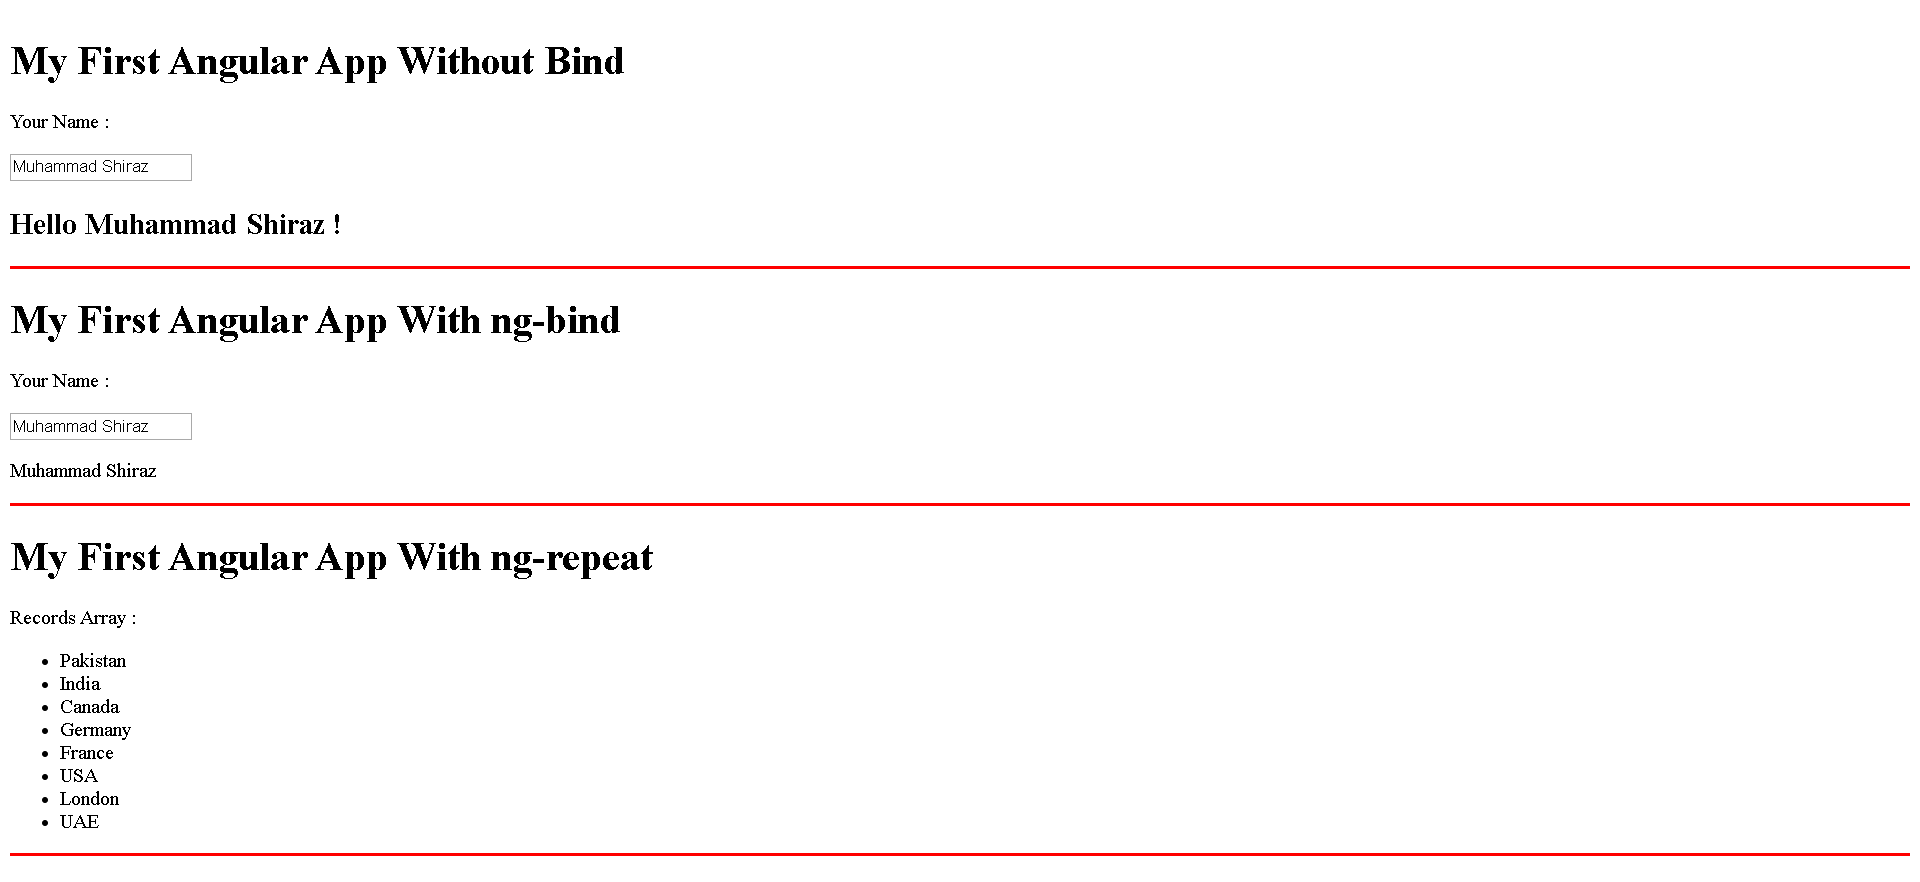 My First Angular App Without Bind
Your Name :
Muhammad Shiraz
Hello Muhammad Shiraz !
My First Angular App With ng-bind
Your Name :
Muhammad Shiraz
Muhammad Shiraz
My First Angular App With ng-repeat
Records Array :
Pakistan
India
Canada
Germany
France
USA
London
UAE